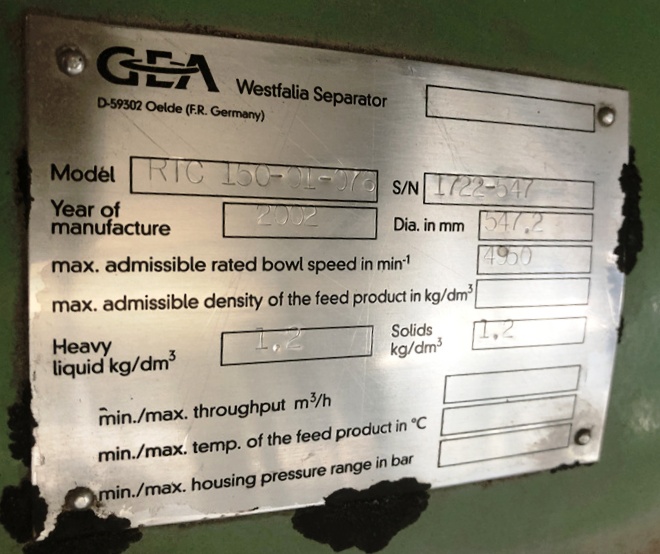 GEA Westfalia Separator
D-59302 Oelde (F.R. Germany)
Model RTC 150-01-076 S/N 1722-547
Year of manufacture 2002 Dia. in mm 547.2
max. admissible rated bowl speed in min-1 4950
max. admissible density of the feed product in kg/dm3
Heavy liquid kg/dm3 1,2 Solids kg/dm3 1,2
min./max. throughput m3/h
min./max. temp. of the feed product in °C
min./max. housing pressure range in bar